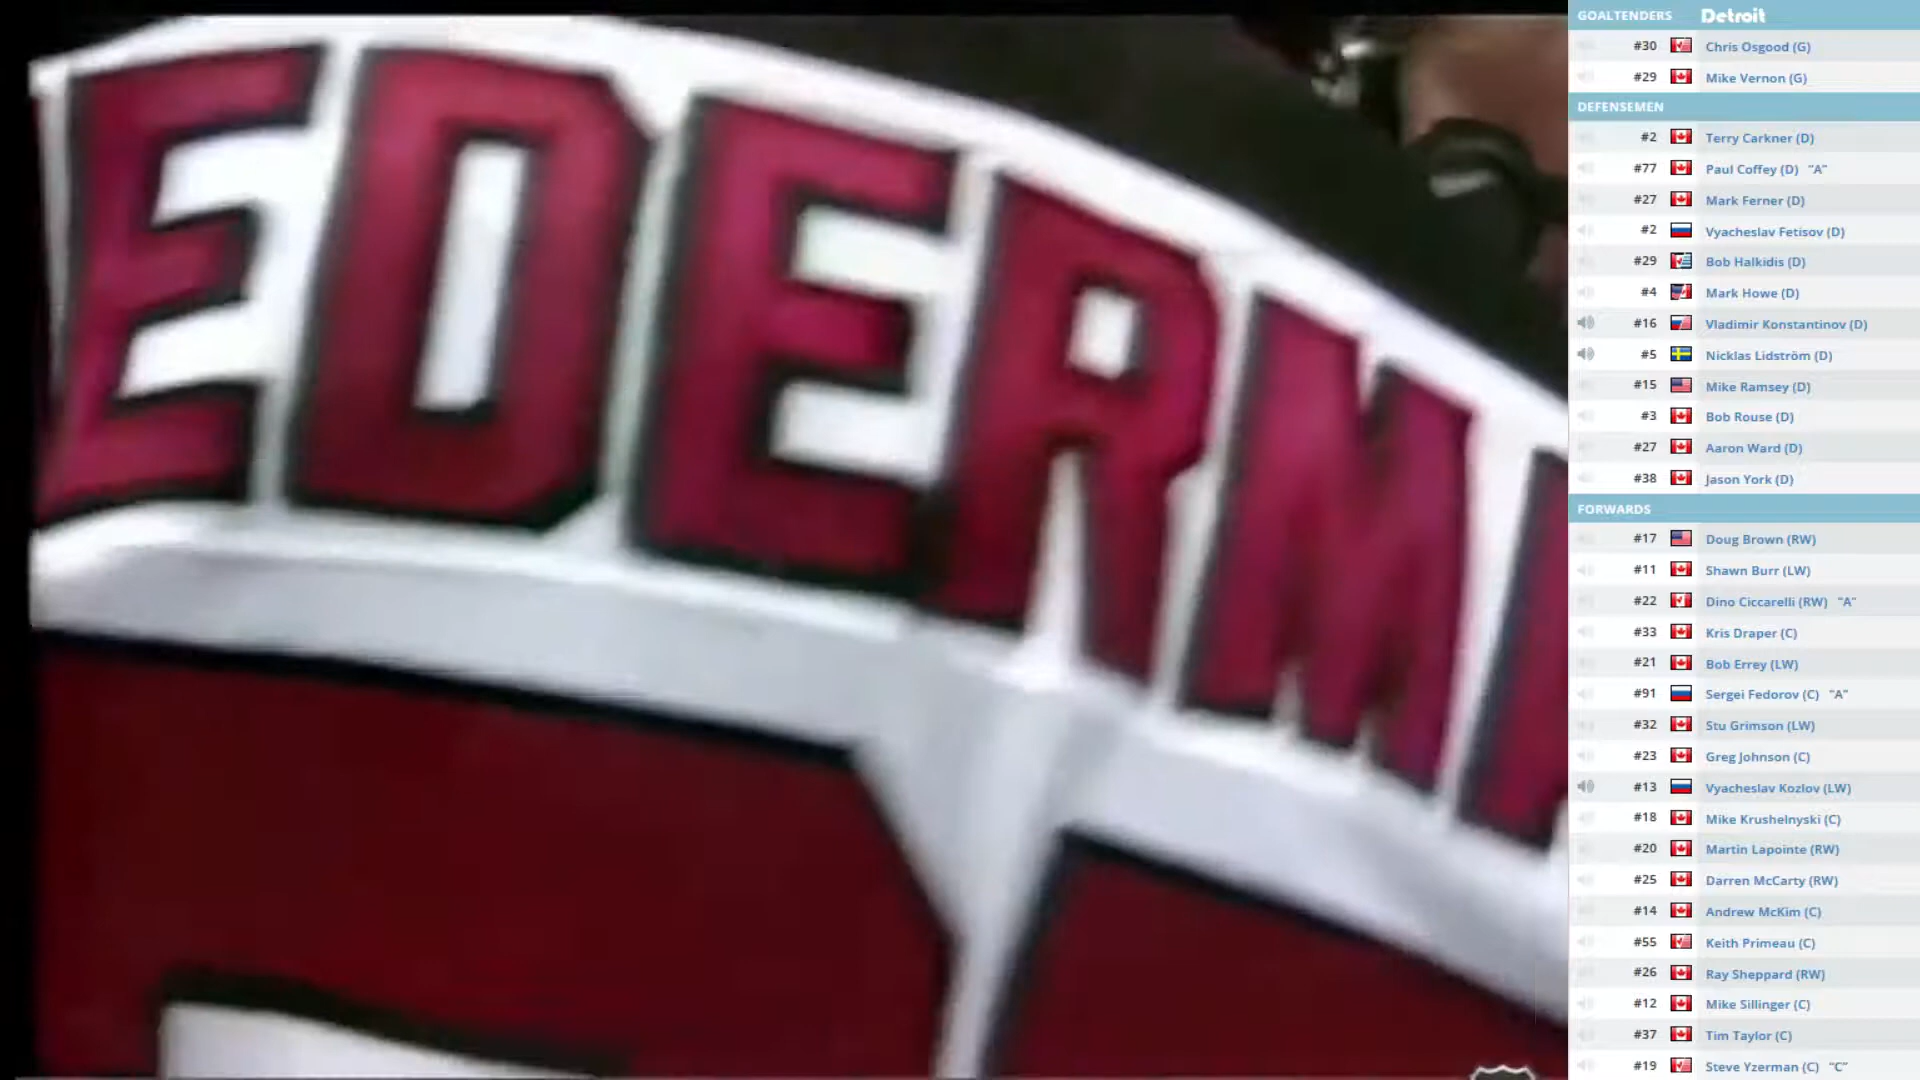 EDERM
GOALTENDERS Detroit
#30 Chris Osgood (G)
#29 Mike Vernon (G)
DEFENSEMEN
#2 Terry Carkner (D)
#77 Paul Coffey (D) "A"
#27 Mark Ferner (D)
#2 Vyacheslav Fetisov (D)
#29 Bob Halkidis (D)
#4 Mark Howe (D)
#16 Vladimir Konstantinov (D)
#5 Nicklas Lidström (D)
#15 Mike Ramsey (D)
#3 Bob Rouse (D)
#27 Aaron Ward (D)
#38 Jason York (D)
FORWARDS
#17 Doug Brown (RW)
#11 Shawn Burr (LW)
#22 Dino Ciccarelli (RW) "A"
#33 Kris Draper (C)
#21 Bob Errey (LW)
#91 Sergei Fedorov (C) "A"
#32 Stu Grimson (LW)
#23 Greg Johnson (C)
#13 Vyacheslav Kozlov (LW)
#18 Mike Krushelnyski (C)
#20 Martin Lapointe (RW)
#25 Darren McCarty (RW)
#14 Andrew McKim (C)
#55 Keith Primeau (C)
#26 Ray Sheppard (RW)
#12 Mike Sillinger (C)
#37 Tim Taylor (C)
#19 Steve Yzerman (C) "C"